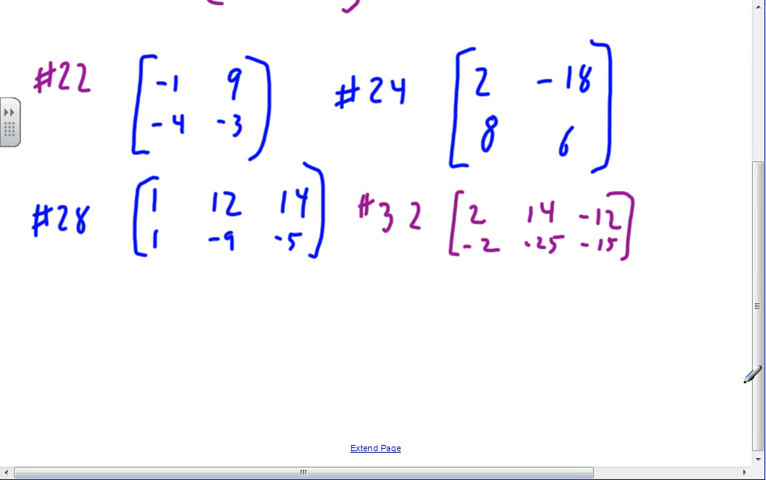 #22 [-1 9] #24 [2 -18]
[-4 -3] [8 6]
#28 [1 12 14] #32 [2 14 -12]
[1 -9 -5] [-2 -25 -15]
Extend Page